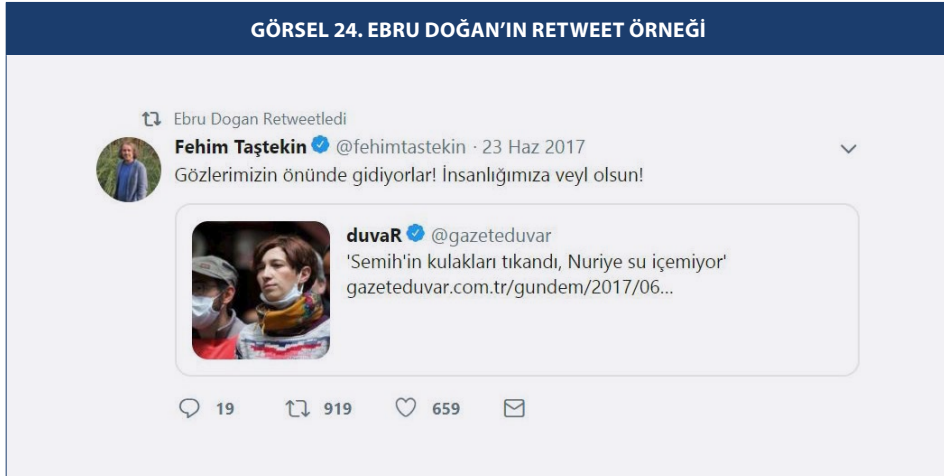 GÖRSEL 24. EBRU DOĞAN'IN RETWEET ÖRNEĞİ
Ebru Dogan Retweetledi
Fehim Taştekin @fehimtastekin · 23 Haz 2017
Gözlerimizin önünde gidiyorlar! İnsanlığımıza veyl olsun!
duvaR @gazeteduvar
'Semih'in kulakları tıkandı, Nuriye su içemiyor'
gazeteduvar.com.tr/gundem/2017/06...
19 919 659